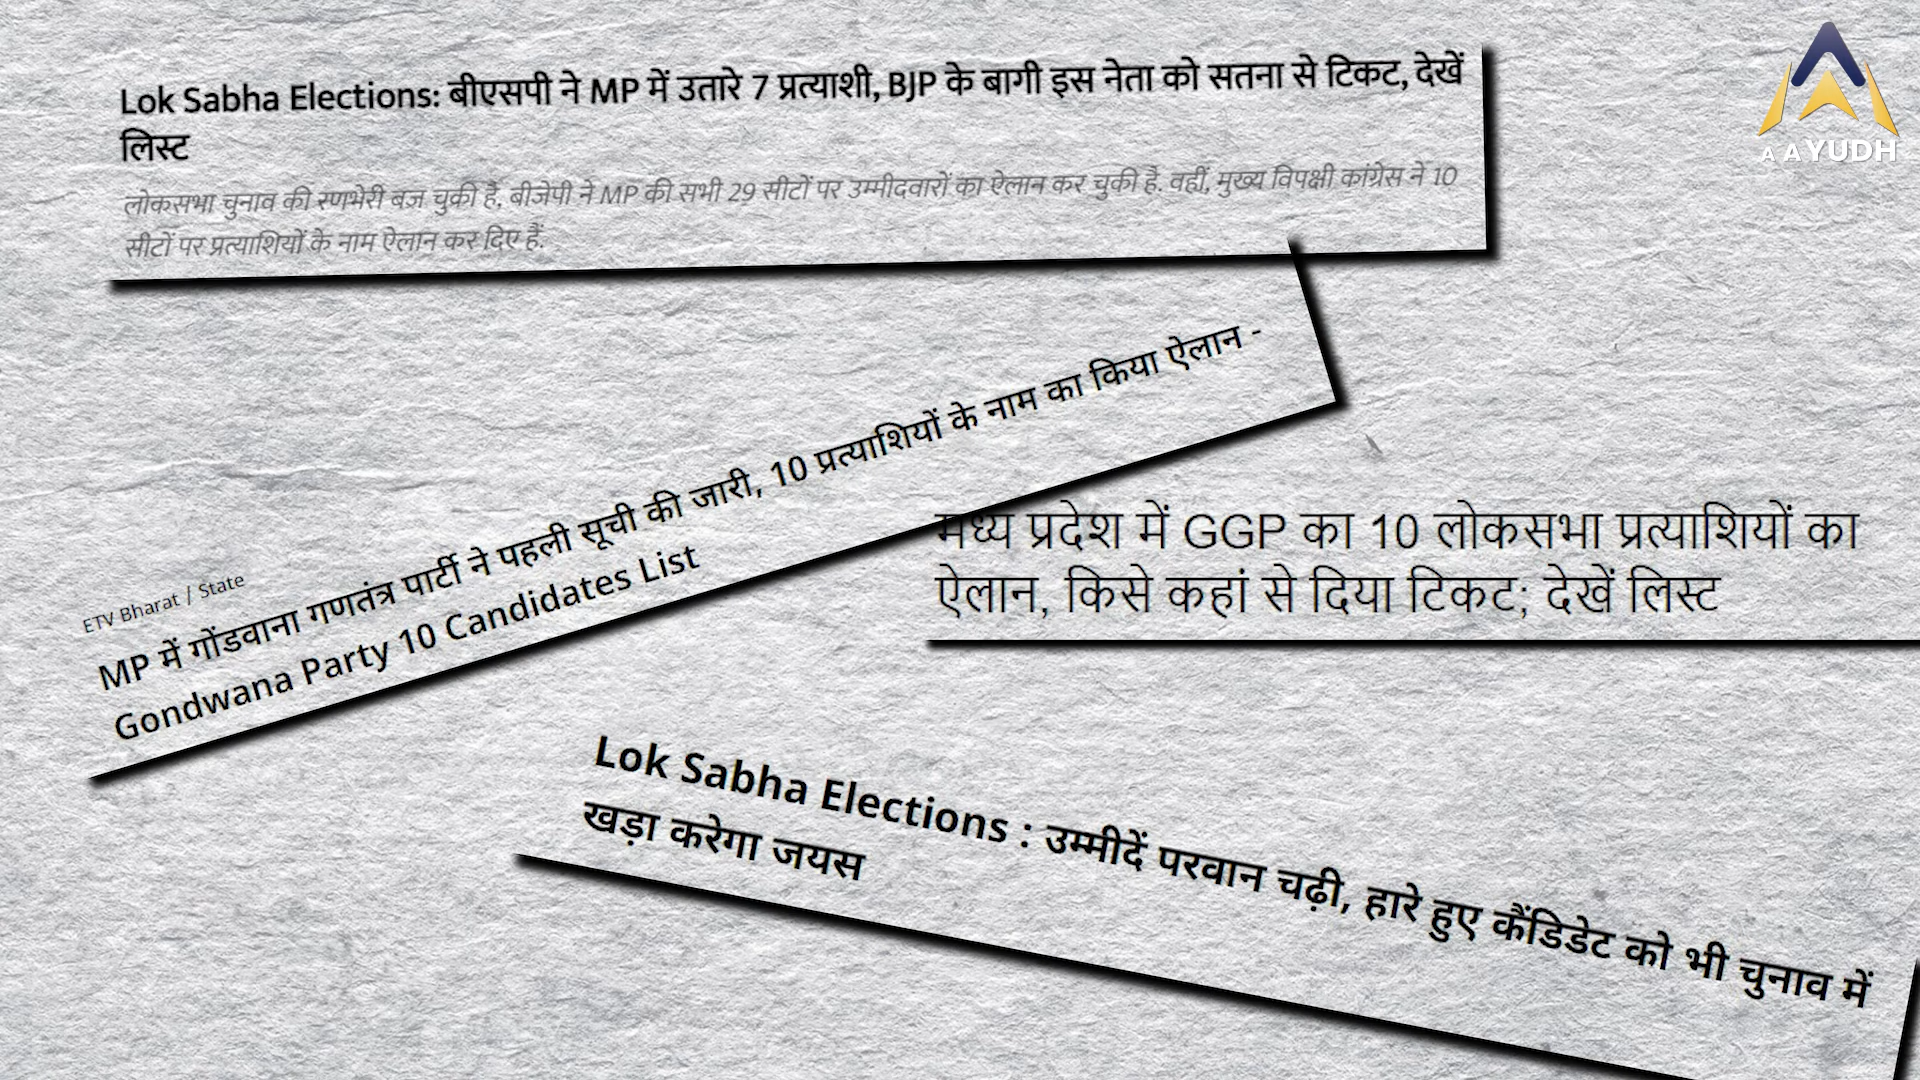 Lok Sabha Elections: बीएसपी ने MP में उतारे 7 प्रत्याशी, BJP के बागी इस नेता को सतना से टिकट, देखें
लिस्ट
लोकसभा चुनाव की रणभेरी बज चुकी है, बीजेपी ने MP की सभी 29 सीटों पर उम्मीदवारों का ऐलान कर चुकी है. वहीं, मुख्य विपक्षी कांग्रेस ने 10
सीटों पर प्रत्याशियों के नाम ऐलान कर दिए हैं.
AAYUDH
ETV Bharat / State
MP में गोंडवाना गणतंत्र पार्टी ने पहली सूची की जारी, 10 प्रत्याशियों के नाम का किया ऐलान -
Gondwana Party 10 Candidates List
मध्य प्रदेश में GGP का 10 लोकसभा प्रत्याशियों का
ऐलान, किसे कहां से दिया टिकट; देखें लिस्ट
Lok Sabha Elections : उम्मीदें परवान चढ़ी, हारे हुए कैंडिडेट को भी चुनाव में
खड़ा करेगा जयस